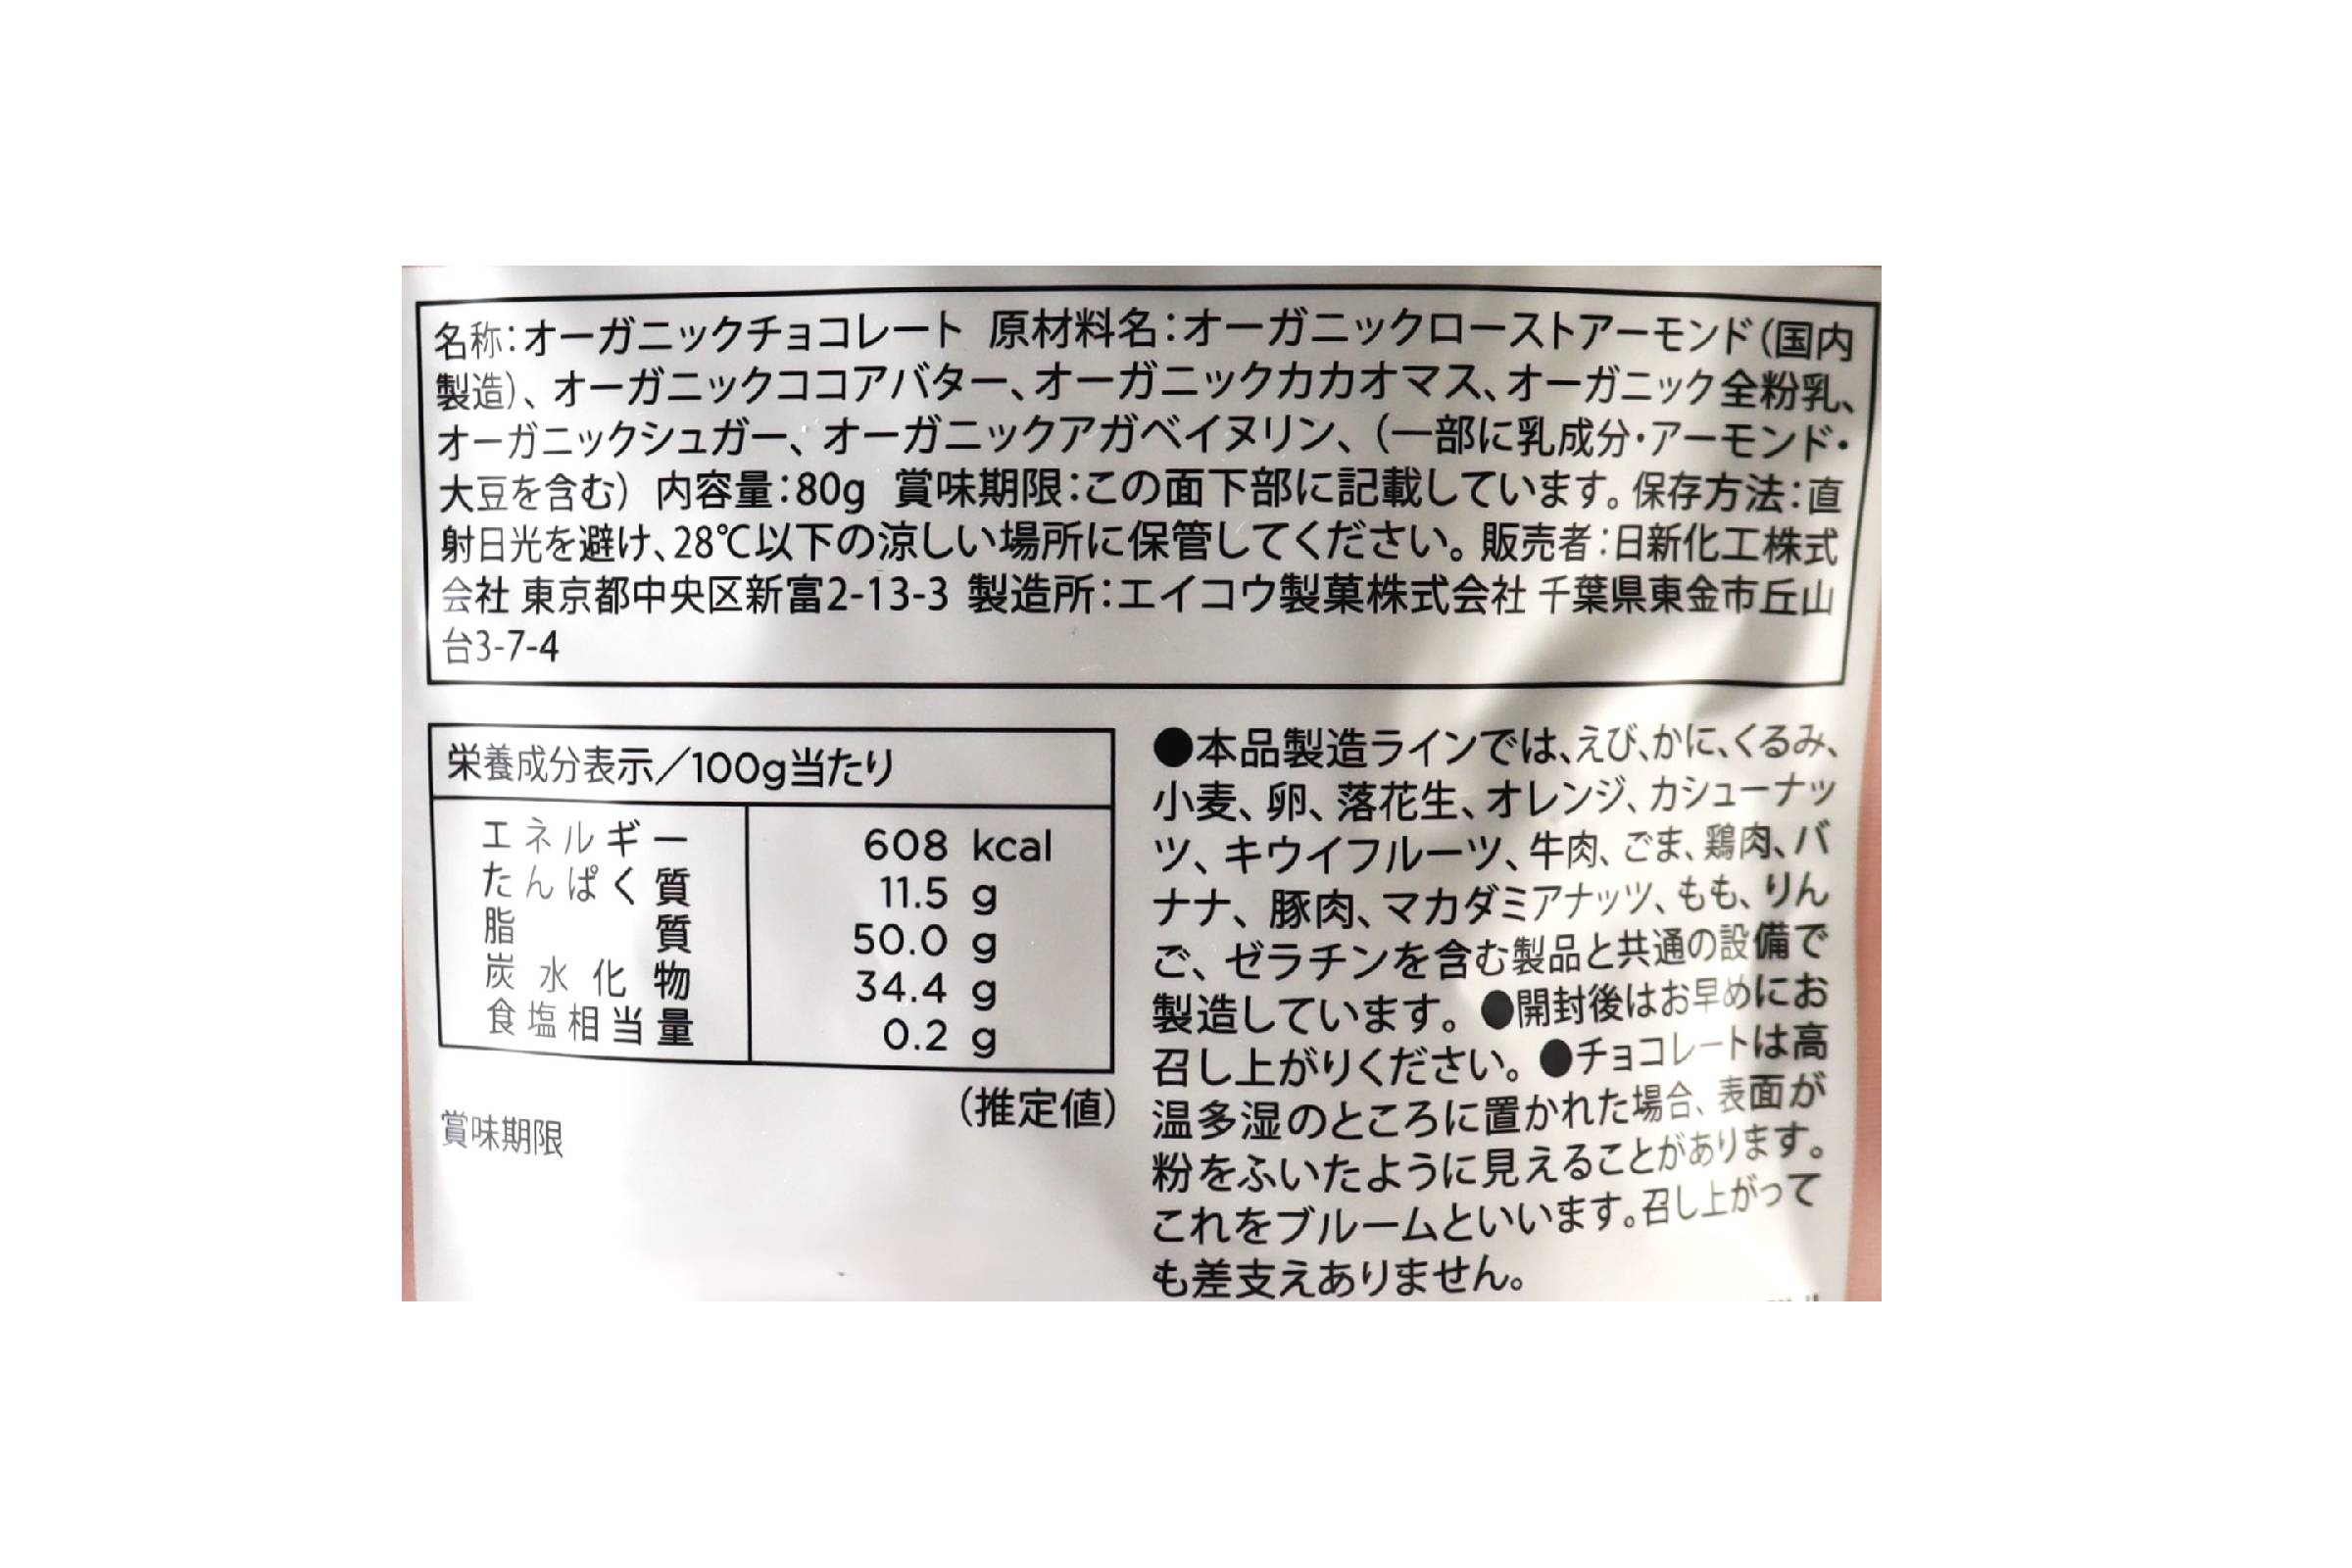 名称：オーガニックチョコレート 原材料名：オーガニックローストアーモンド（国内
製造）、オーガニックココアバター、オーガニックカカオマス、オーガニック全粉乳、
オーガニックシュガー、オーガニックアガベイヌリン、（一部に乳成分・アーモンド・
大豆を含む） 内容量：80g 賞味期限：この面下部に記載しています。保存方法：直
射日光を避け、28℃以下の涼しい場所に保管してください。販売者：日新化工株式
会社 東京都中央区新富2-13-3 製造所：エイコウ製菓株式会社 千葉県東金市丘山
台3-7-4
栄養成分表示／100g当たり
エネルギー 608 kcal
たんぱく質 11.5 g
脂質 50.0 g
炭水化物 34.4 g
食塩相当量 0.2 g
（推定値）
賞味期限
●本品製造ラインでは、えび、かに、くるみ、
小麦、卵、落花生、オレンジ、カシューナッ
ツ、キウイフルーツ、牛肉、ごま、鶏肉、バ
ナナ、豚肉、マカダミアナッツ、もも、りん
ご、ゼラチンを含む製品と共通の設備で
製造しています。●開封後はお早めにお
召し上がりください。●チョコレートは高
温多湿のところに置かれた場合、表面が
粉をふいたように見えることがあります。
これをブルームといいます。召し上がって
も差支えありません。